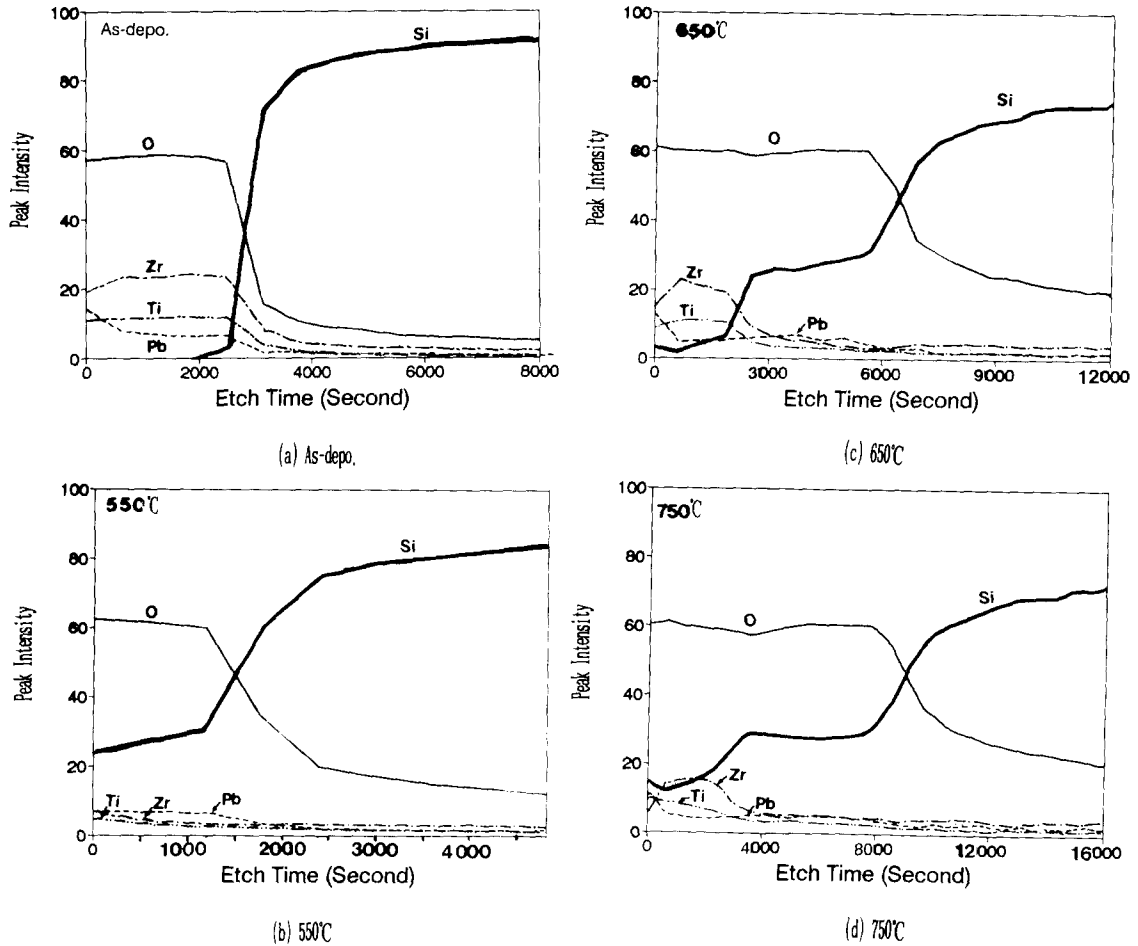 As-depo.
Si
O
Zr
Ti
Pb
100
80
60
40
20
0
Peak Intensity
0 2000 4000 6000 8000
Etch Time (Second)
(a) As-depo.
650℃
Si
O
Zr
Ti
Pb
100
80
60
40
20
0
Peak Intensity
0 3000 6000 9000 12000
Etch Time (Second)
(c) 650℃
550℃
Si
O
Ti
Zr
Pb
100
80
60
40
20
0
Peak Intensity
0 1000 2000 3000 4000
Etch Time (Second)
(b) 550℃
750℃
Si
O
Zr
Ti
Pb
100
80
60
40
20
0
Peak Intensity
0 4000 8000 12000 16000
Etch Time (Second)
(d) 750℃